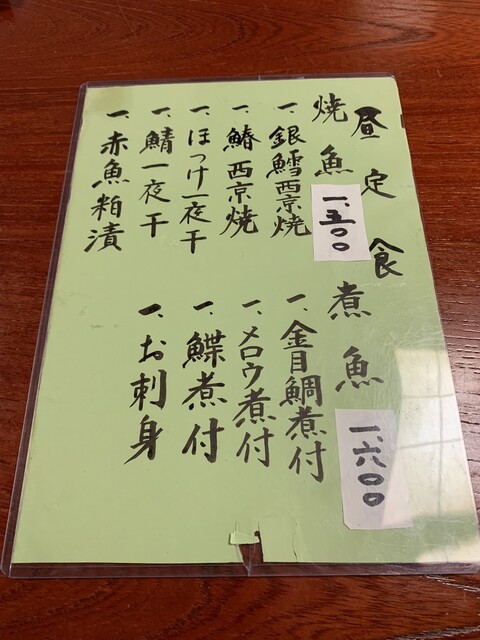 昼定食
焼魚 一、五〇〇
一、銀鱈西京焼
一、鰆西京焼
一、ほっけ一夜干
一、鯖一夜干
一、赤魚粕漬
煮魚 一、六〇〇
一、金目鯛煮付
一、メロウ煮付
一、鰈煮付
一、お刺身